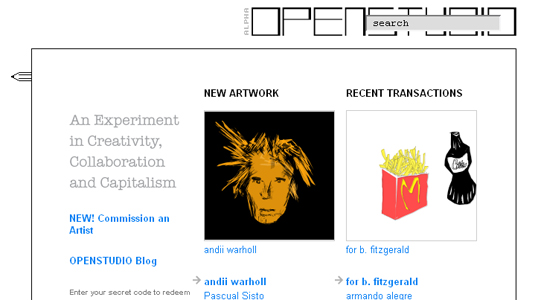 ALPHA
OPENSTUDIO
search
NEW ARTWORK
RECENT TRANSACTIONS
An Experiment
in Creativity,
Collaboration
and Capitalism
NEW! Commission an
Artist
OPENSTUDIO Blog
Enter your secret code to redeem
andii warholl
for b. fitzgerald
andii warholl
Pascual Sisto
for b. fitzgerald
armando alegre